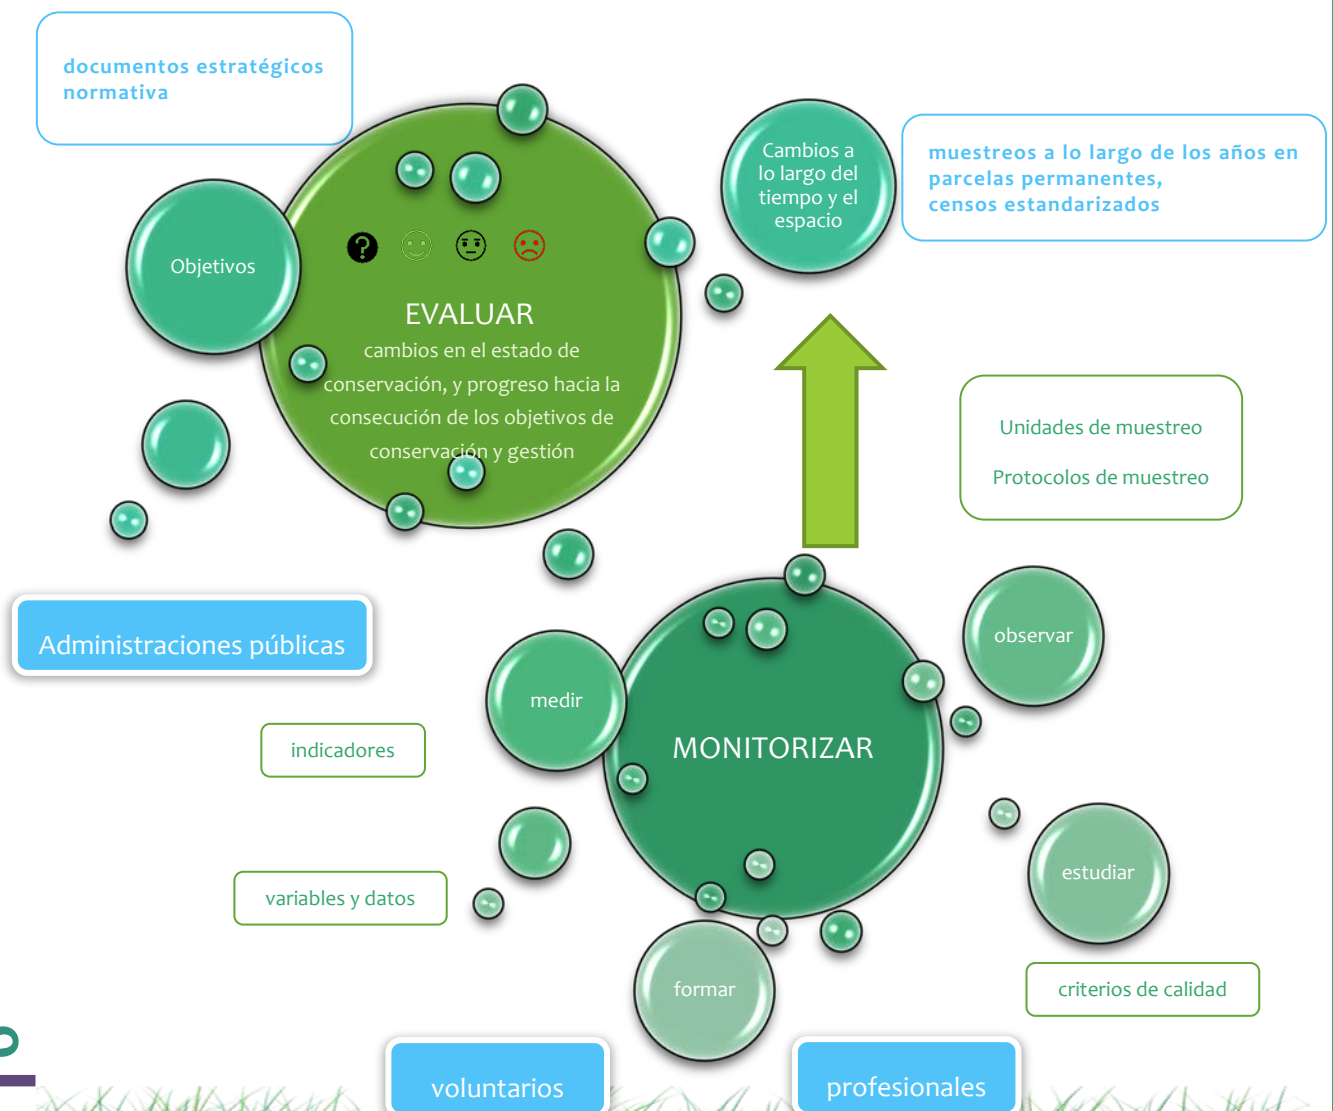 documentos estratégicos
normativa
Cambios a
lo largo del
tiempo y el
espacio
muestreos a lo largo de los años en
parcelas permanentes,
censos estandarizados
Objetivos
?
EVALUAR
cambios en el estado de
conservación, y progreso hacia la
consecución de los objetivos de
conservación y gestión
Unidades de muestreo
Protocolos de muestreo
Administraciones públicas
observar
medir
MONITORIZAR
indicadores
estudiar
variables y datos
formar
criterios de calidad
voluntarios
profesionales